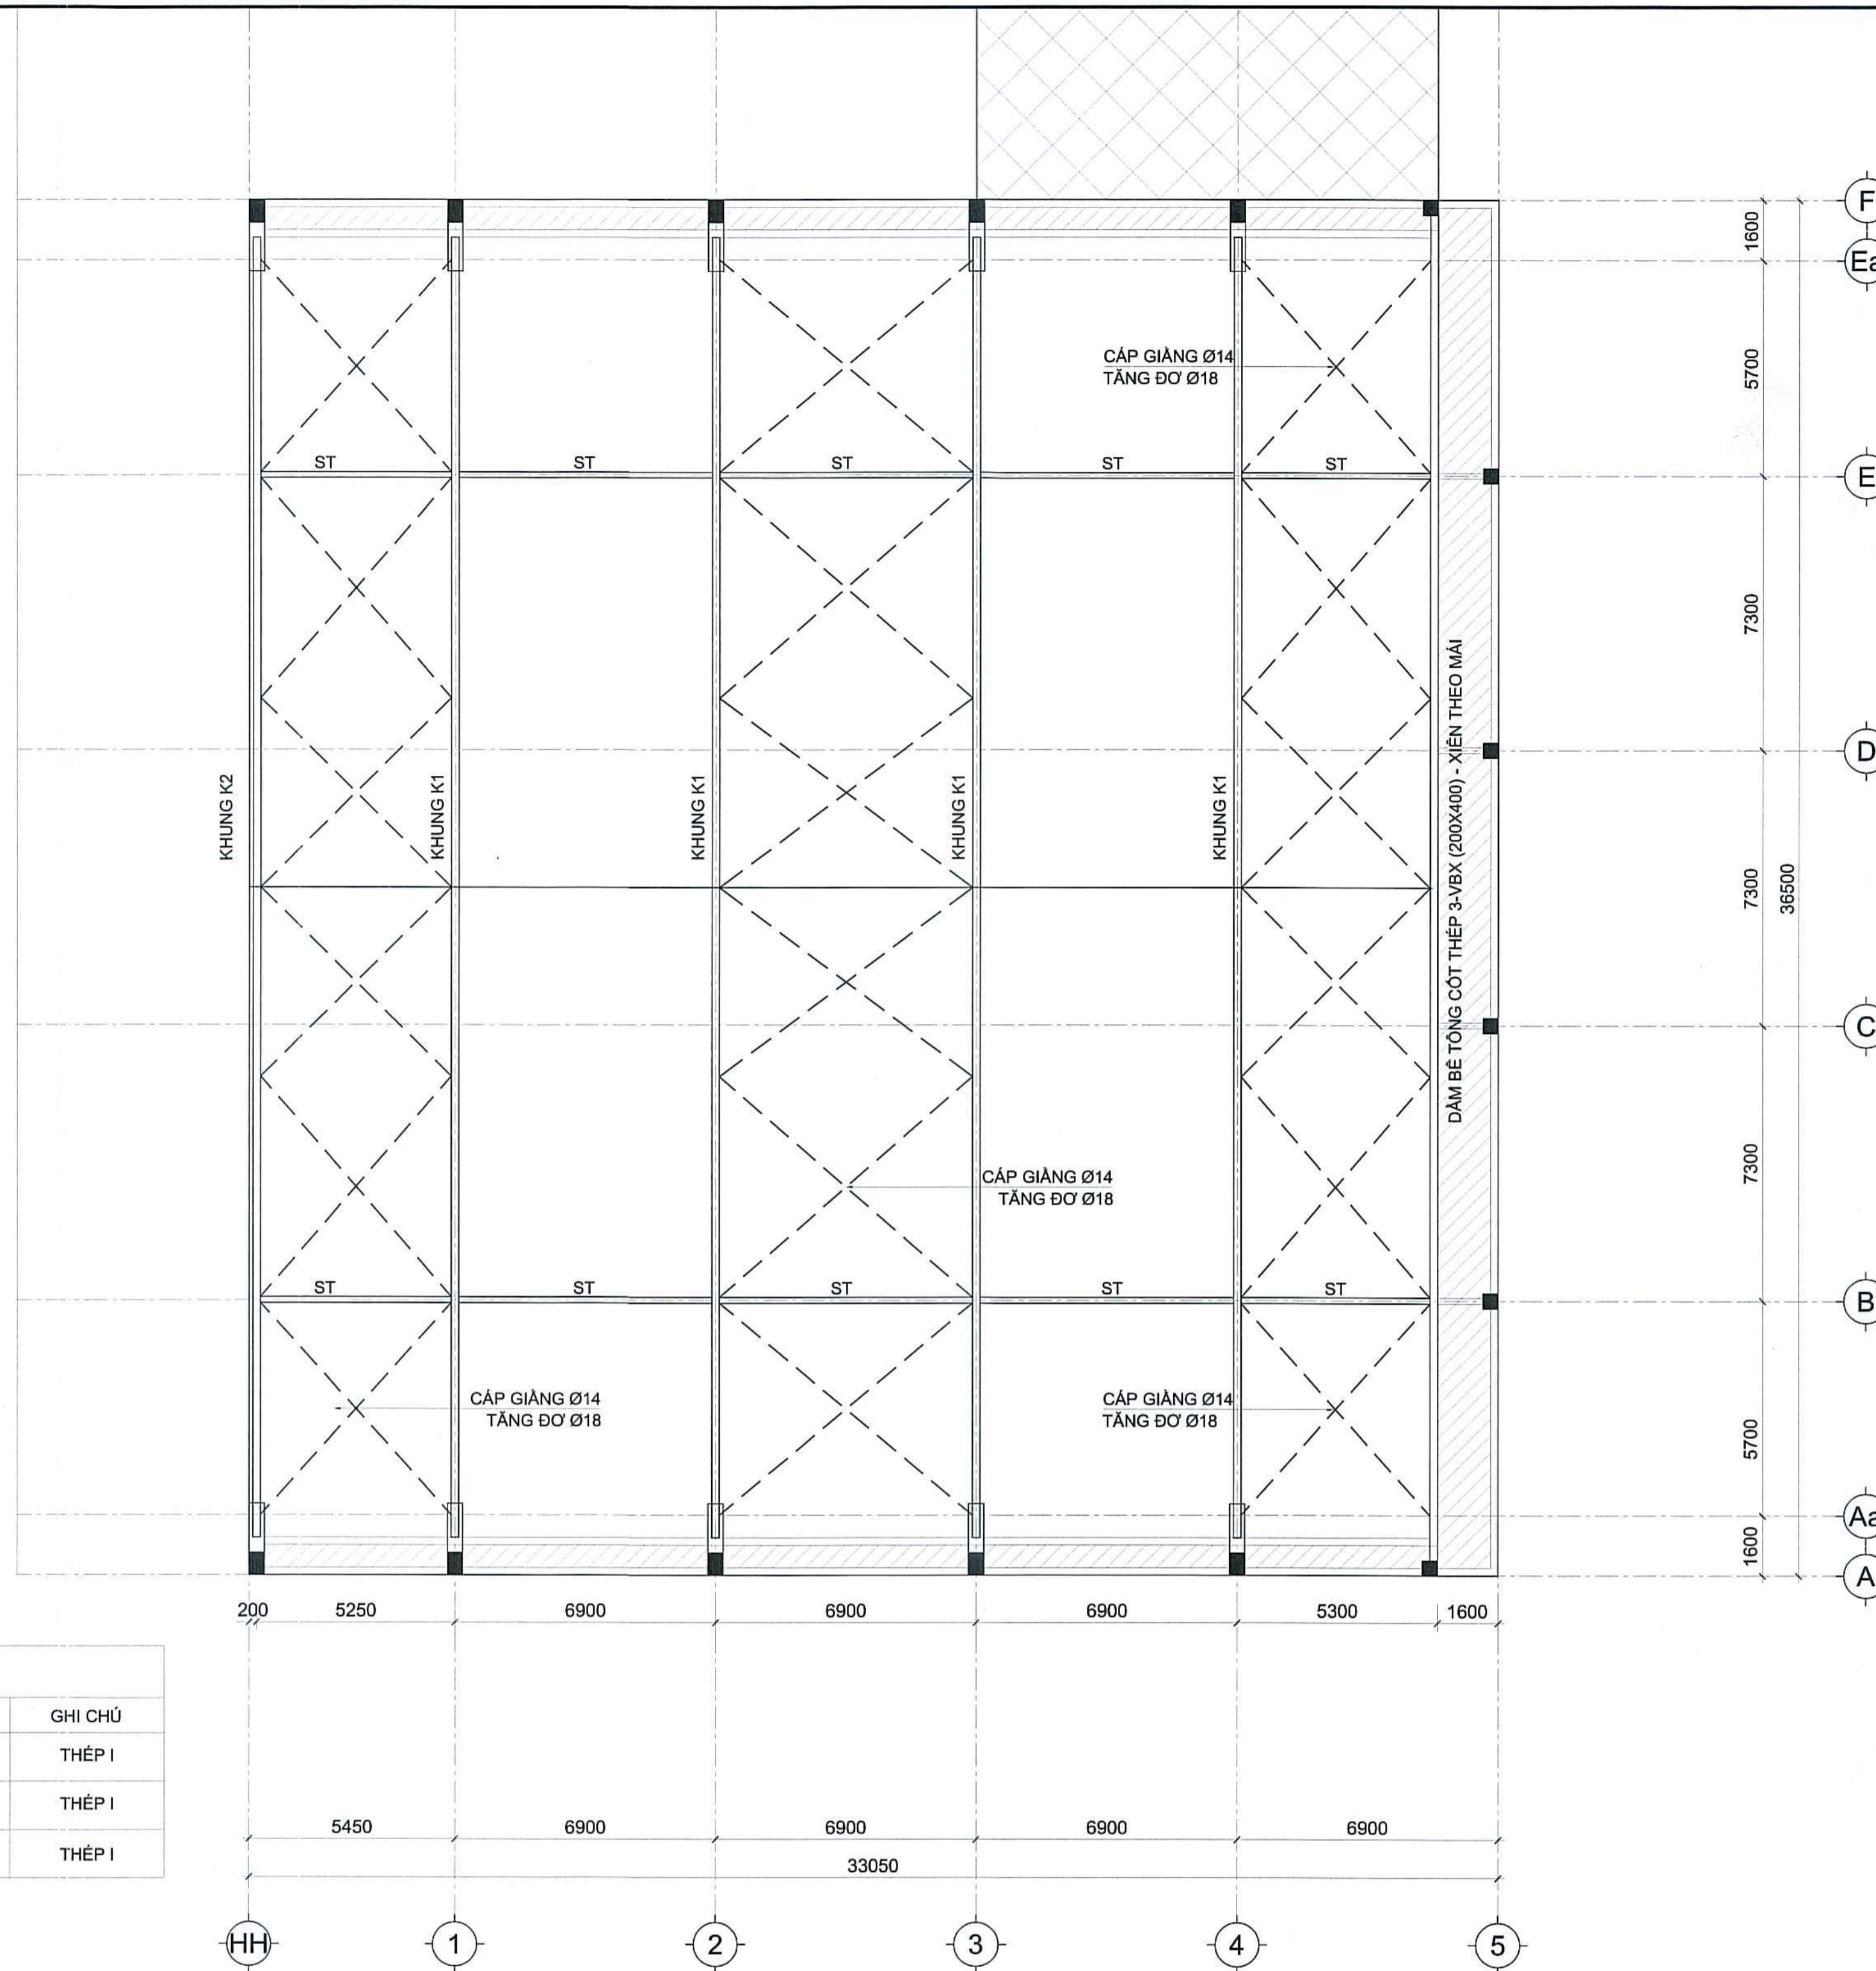 F
1600
Ea
5700
CÁP GIẰNG Ø14
TĂNG ĐƠ Ø18
ST
ST
ST
ST
ST
E
7300
DẦM BÊ TÔNG CỐT THÉP 3-VBX (200X400) - XIÊN THEO MÁI
D
KHUNG K2
KHUNG K1
KHUNG K1
KHUNG K1
KHUNG K1
7300
36500
C
7300
CÁP GIẰNG Ø14
TĂNG ĐƠ Ø18
ST
ST
ST
ST
ST
B
CÁP GIẰNG Ø14
TĂNG ĐƠ Ø18
CÁP GIẰNG Ø14
TĂNG ĐƠ Ø18
5700
Aa
1600
A
200
5250
6900
6900
6900
5300
1600
GHI CHÚ
THÉP I
THÉP I
THÉP I
5450
6900
6900
6900
6900
33050
HH
1
2
3
4
5